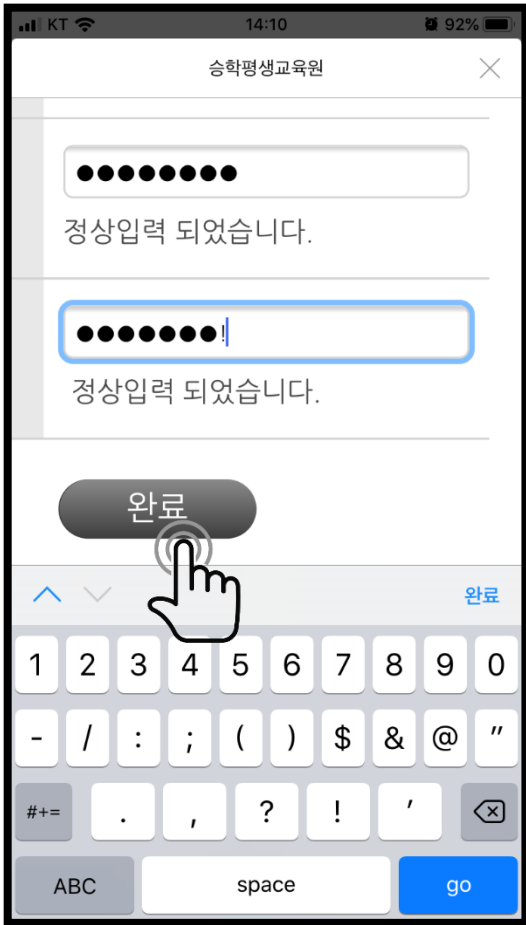 KT 14:10 92%
승학평생교육원
●●●●●●●●
정상입력 되었습니다.
●●●●●●●!
정상입력 되었습니다.
완료
완료
1 2 3 4 5 6 7 8 9 0
- / : ; ( ) $ & @ "
#+= . , ? ! '
ABC space go